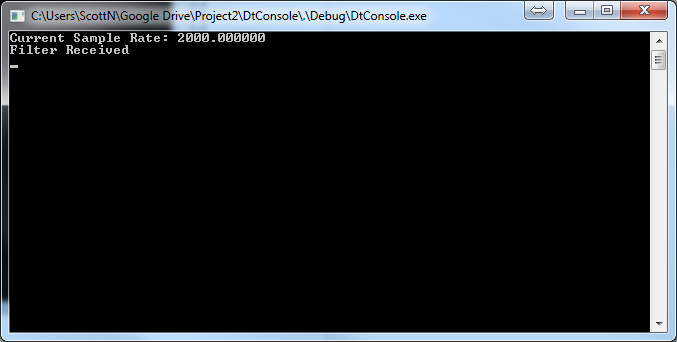 C:\Users\ScottN\Google Drive\Project2\DtConsole\.\Debug\DtConsole.exe
Current Sample Rate: 2000.000000
Filter Received